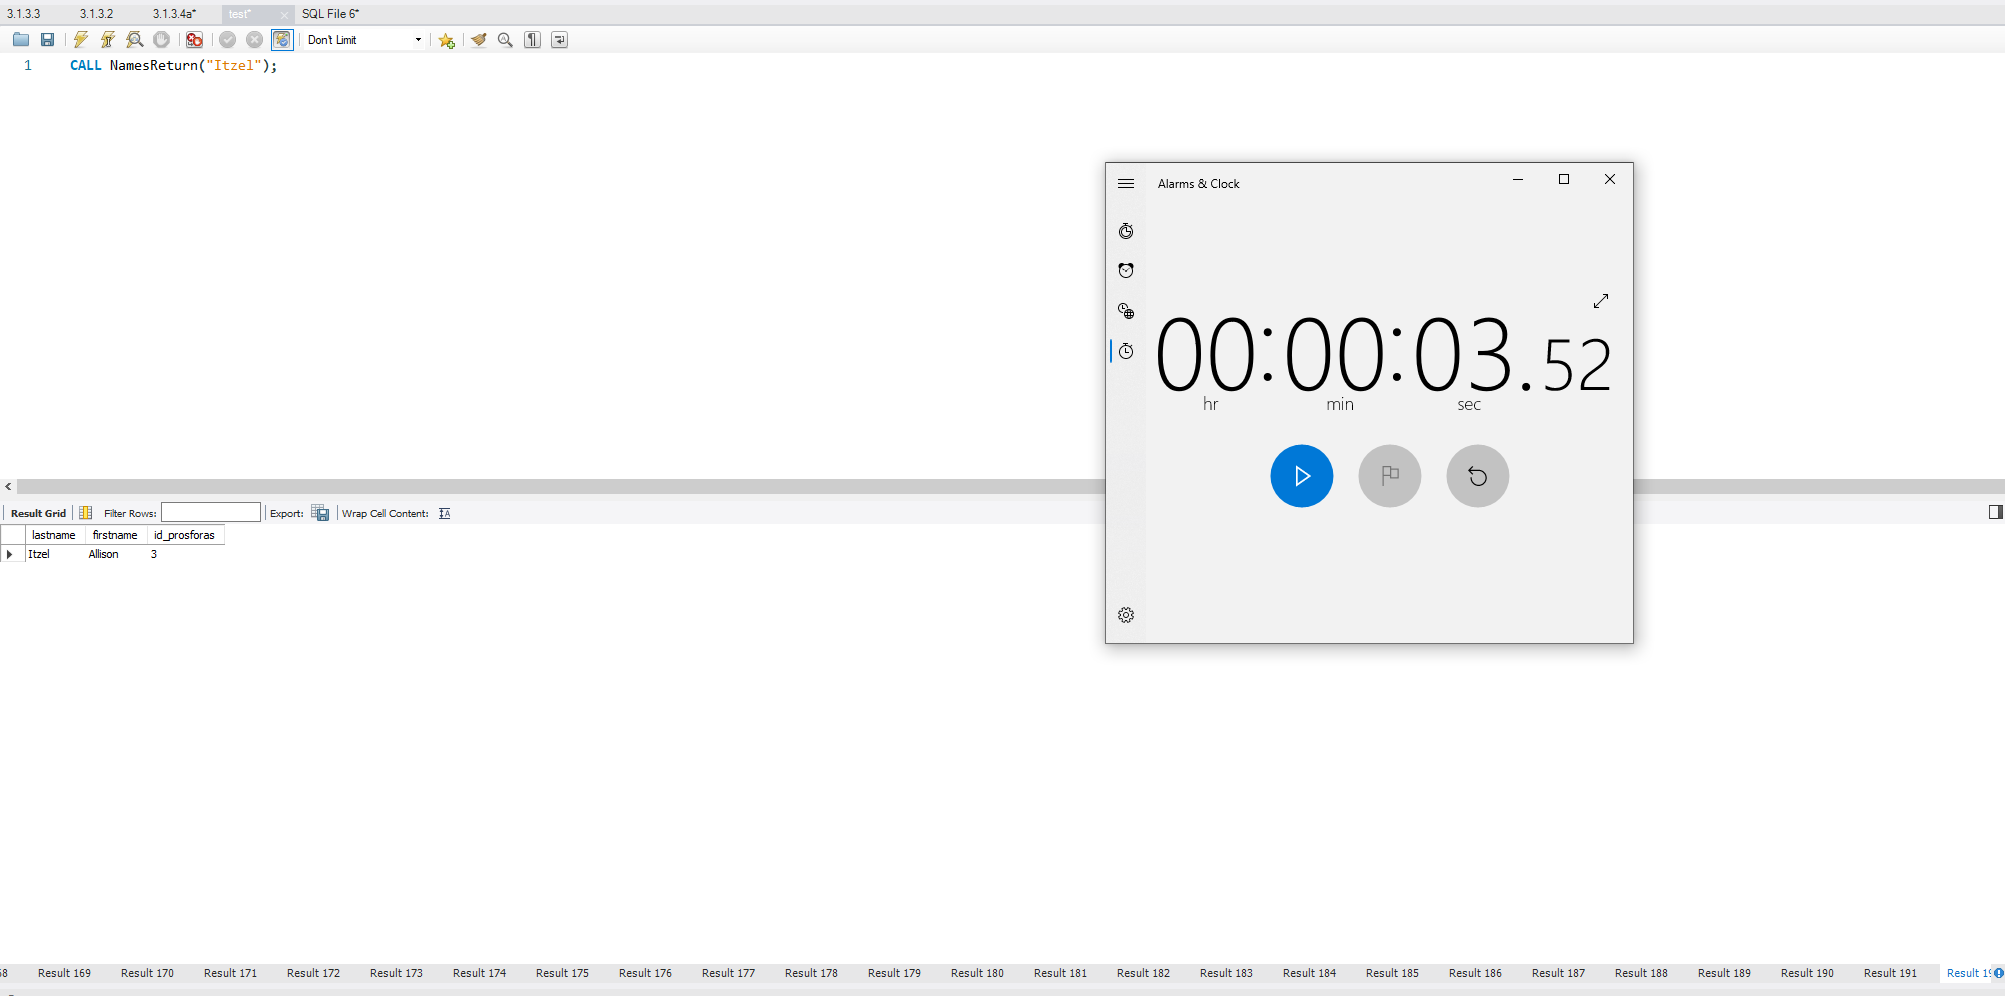 3.1.3.3 3.1.3.2 3.1.3.4a* test* SQL File 6*
Don't Limit
1 CALL NamesReturn("Itzel");
Alarms & Clock
00:00:03.52
hr min sec
Result Grid Filter Rows: Export: Wrap Cell Content:
lastname firstname id_prosforas
Itzel Allison 3
68 Result 169 Result 170 Result 171 Result 172 Result 173 Result 174 Result 175 Result 176 Result 177 Result 178 Result 179 Result 180 Result 181 Result 182 Result 183 Result 184 Result 185 Result 186 Result 187 Result 188 Result 189 Result 190 Result 191 Result